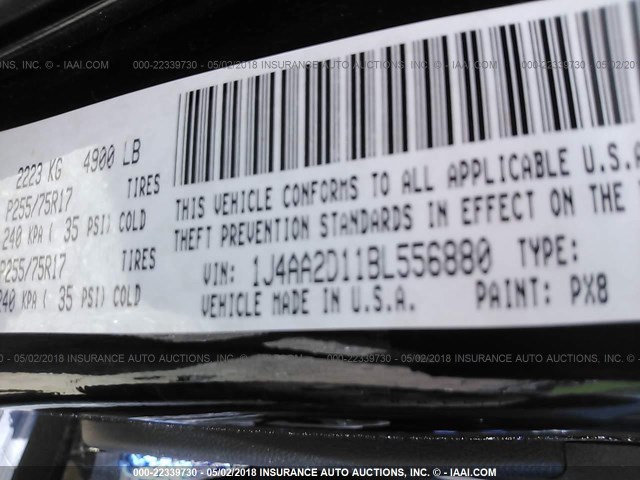 INC. - IAAI.COM 000-22339730 - 05/02/2018 INSURANCE AUTO AUCTIONS, INC. - IAAI.COM 000-22339730 - 05/02/2018 INSU
2223 KG 4900 LB
P255/75R17 TIRES
240 KPA ( 35 PSI) COLD
P255/75R17 TIRES
240 KPA ( 35 PSI) COLD
THIS VEHICLE CONFORMS TO ALL APPLICABLE U.S.A
THEFT PREVENTION STANDARDS IN EFFECT ON THE
VIN: 1J4AA2D11BL556880 TYPE:
VEHICLE MADE IN U.S.A. PAINT: PX8
INC. - IAAI.COM 000-22339730 - 05/02/2018 INSURANCE AUTO AUCTIONS, INC. - IAAI.COM 000-22339730 - 05/02/2018 INSU
000-22339730 - 05/02/2018 INSURANCE AUTO AUCTIONS, INC. - IAAI.COM